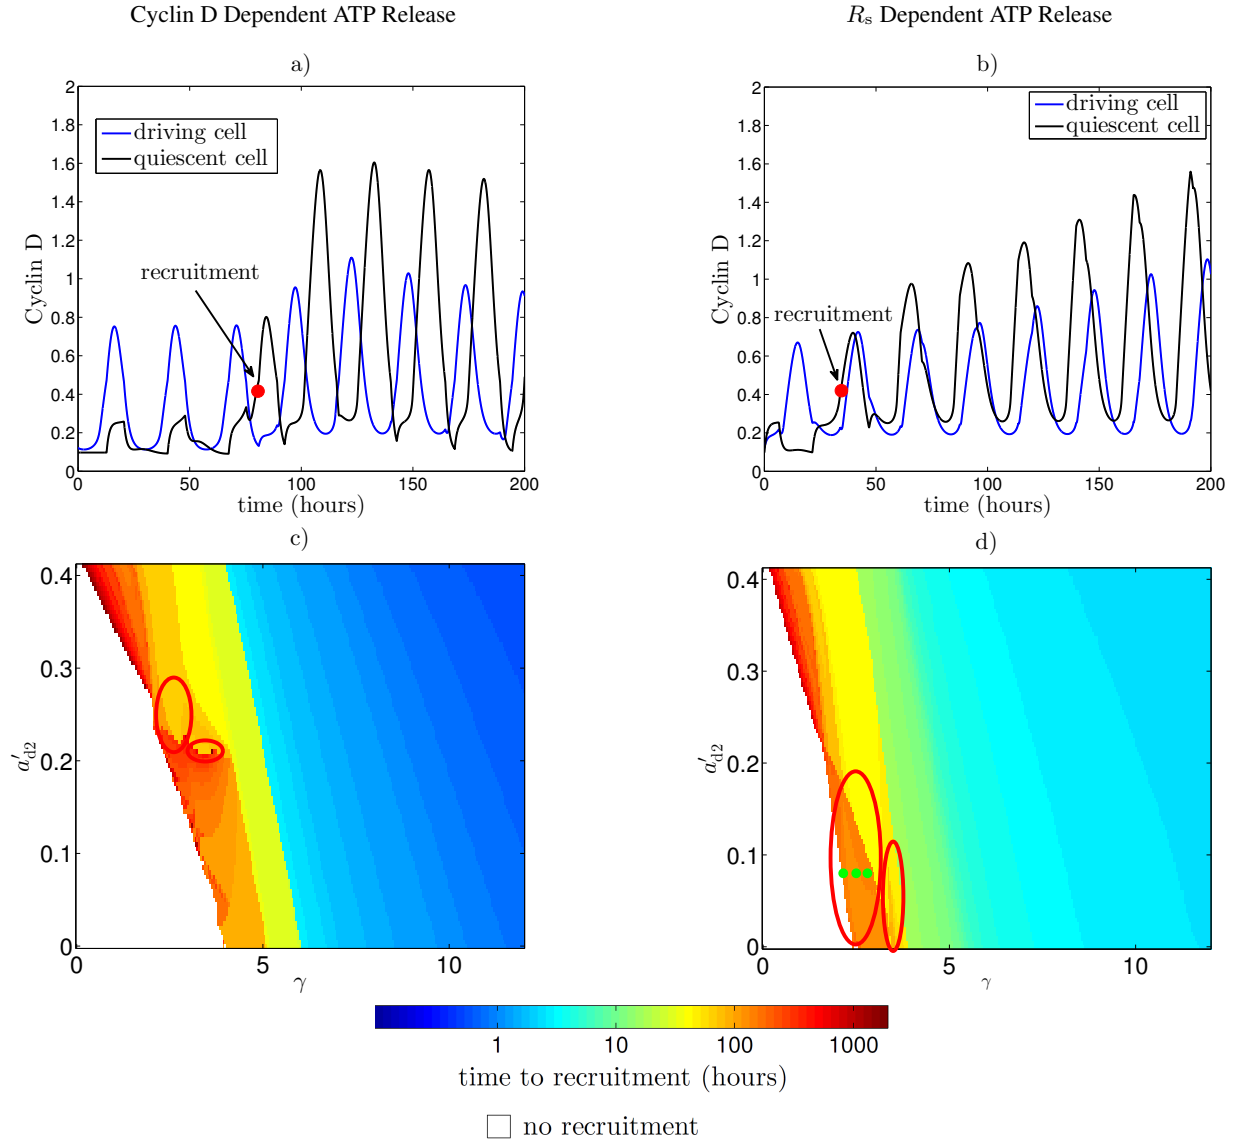 Cyclin D Dependent ATP Release
R_s Dependent ATP Release
a)
2
1.8
1.6
1.4
1.2
1
0.8
0.6
0.4
0.2
0
Cyclin D
driving cell
quiescent cell
recruitment
0 50 100 150 200
time (hours)
b)
2
1.8
1.6
1.4
1.2
1
0.8
0.6
0.4
0.2
0
Cyclin D
driving cell
quiescent cell
recruitment
0 50 100 150 200
time (hours)
c)
0.4
0.3
0.2
0.1
0
a′_d2
0 5 10
γ
d)
0.4
0.3
0.2
0.1
0
a′_d2
0 5 10
γ
1 10 100 1000
time to recruitment (hours)
no recruitment